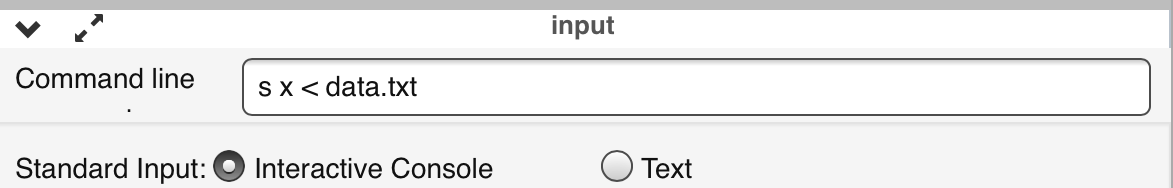 input
Command line
s x < data.txt
.
Standard Input: Interactive Console Text